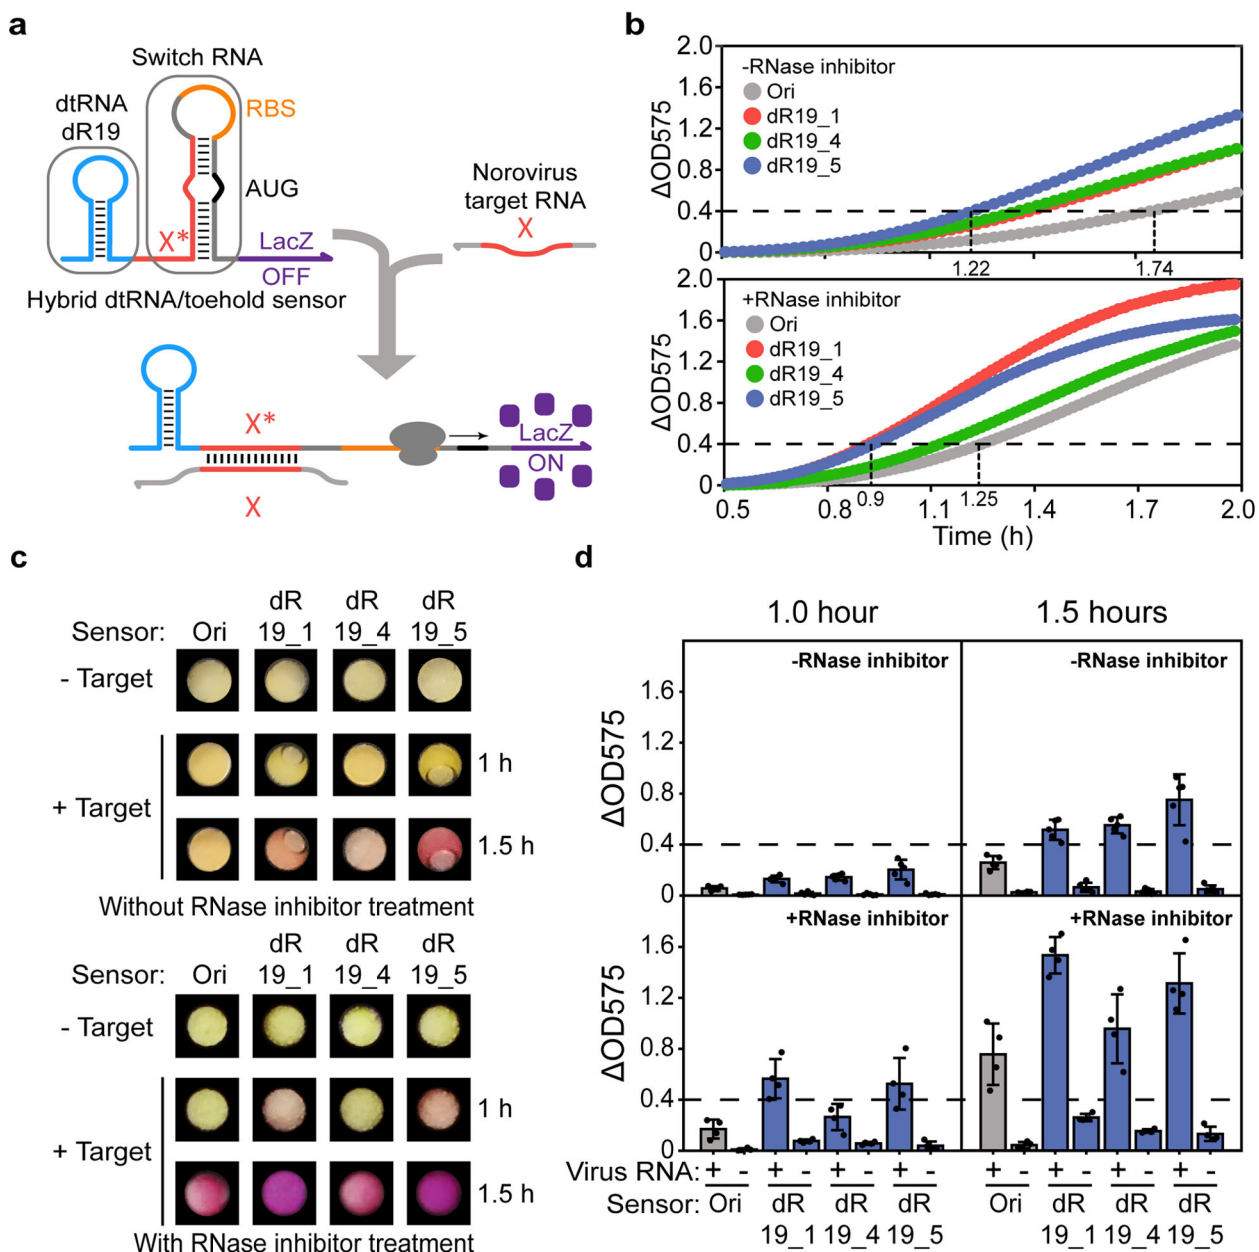 a
Switch RNA
dtRNA
dR19
RBS
AUG
X*
LacZ
OFF
Hybrid dtRNA/toehold sensor
Norovirus
target RNA
X
X*
X
LacZ
ON
b
2.0
1.6
1.2
0.8
0.4
0
ΔOD575
-RNase inhibitor
Ori
dR19_1
dR19_4
dR19_5
1.22
1.74
2.0
1.6
1.2
0.8
0.4
0
ΔOD575
+RNase inhibitor
Ori
dR19_1
dR19_4
dR19_5
0.5 0.8 0.9 1.1 1.25 1.4 1.7 2.0
Time (h)
c
Sensor: Ori dR 19_1 dR 19_4 dR 19_5
- Target
+ Target
1 h
1.5 h
Without RNase inhibitor treatment
Sensor: Ori dR 19_1 dR 19_4 dR 19_5
- Target
+ Target
1 h
1.5 h
With RNase inhibitor treatment
d
1.0 hour 1.5 hours
-RNase inhibitor -RNase inhibitor
1.6
1.2
0.8
0.4
0
ΔOD575
+RNase inhibitor +RNase inhibitor
1.6
1.2
0.8
0.4
0
ΔOD575
Virus RNA: + - + - + - + - + - + - + - + -
Sensor: Ori dR 19_1 dR 19_4 dR 19_5 Ori dR 19_1 dR 19_4 dR 19_5